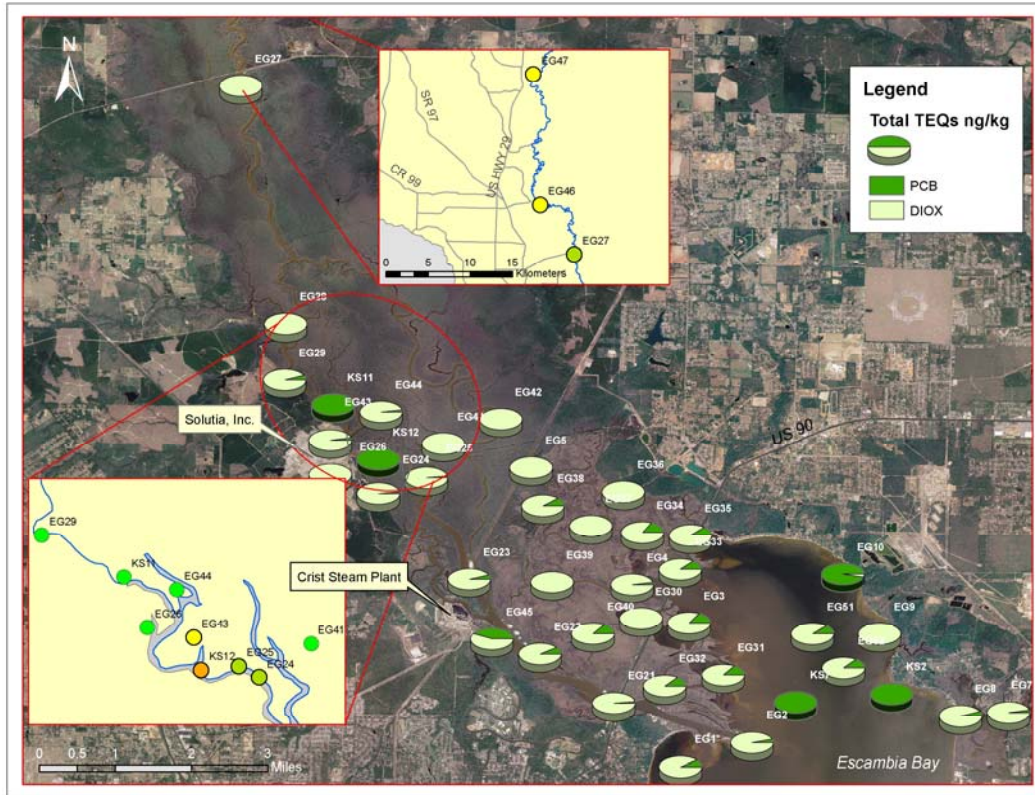 N
EG27
EG47
SR 97
US HWY 29
CR 99
EG46
EG27
0 5 10 15
Kilometers
Legend
Total TEQs ng/kg
PCB
DIOX
US 90
EG28
EG29
KS11
EG44
EG43
EG42
KS12
EG25
EG26
EG24
Solutia, Inc.
EG5
EG38
EG36
EG34
EG35
EG33
EG10
EG23
EG39
EG4
EG30
EG3
EG51
EG9
Crist Steam Plant
EG45
EG22
EG40
EG31
EG32
EG21
KS2
EG2
EG8
EG7
EG1
Escambia Bay
EG29
KS11
EG44
EG26
EG43
EG41
KS12
EG25
EG24
0 1 2 3
Miles